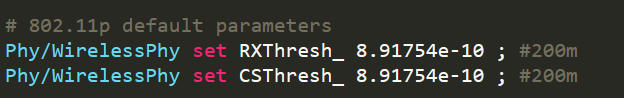 # 802.11p default parameters
Phy/WirelessPhy set RXThresh_ 8.91754e-10 ; #200m
Phy/WirelessPhy set CSThresh_ 8.91754e-10 ; #200m